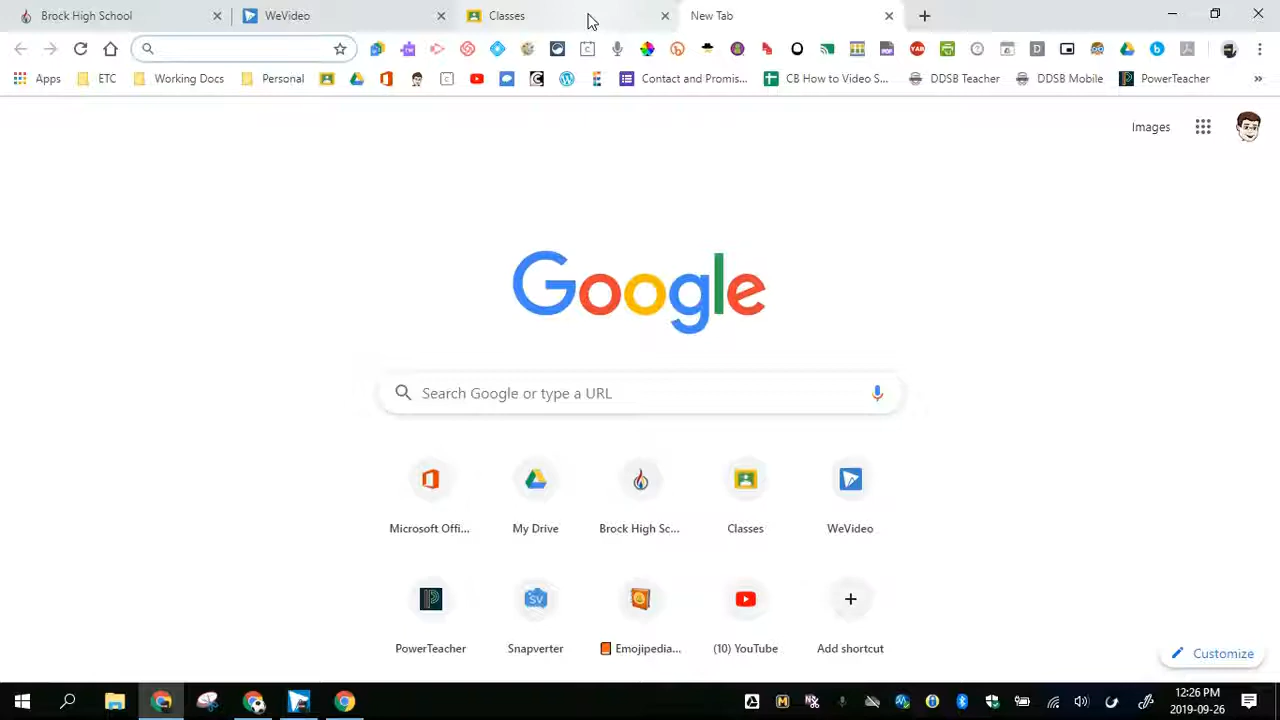 Brock High School
WeVideo
Classes
New Tab
Apps
ETC
Working Docs
Personal
Contact and Promis...
CB How to Video S...
DDSB Teacher
DDSB Mobile
PowerTeacher
»
Images
Google
Search Google or type a URL
Microsoft Offi...
My Drive
Brock High Sc...
Classes
WeVideo
PowerTeacher
Snapverter
Emojipedia...
(10) YouTube
Add shortcut
Customize
12:26 PM
2019-09-26